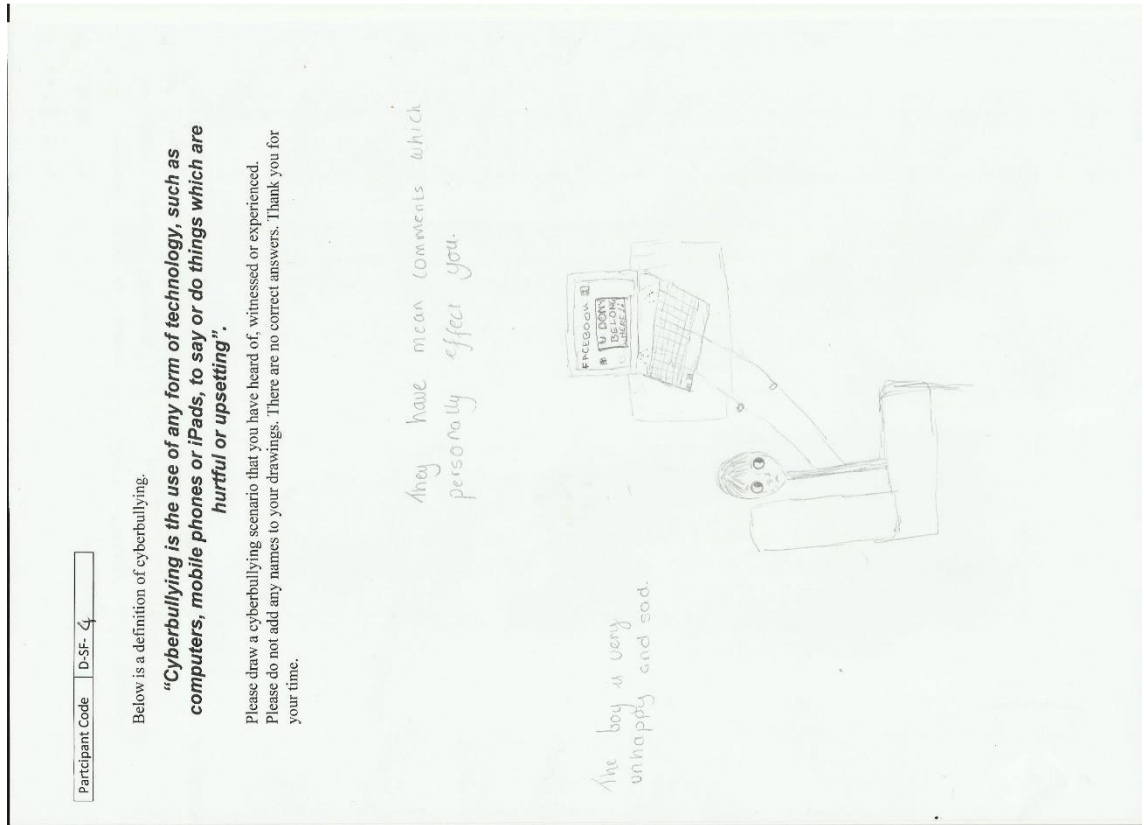 Partcipant Code D-SF- 4
Below is a definition of cyberbullying.
“Cyberbullying is the use of any form of technology, such as
computers, mobile phones or iPads, to say or do things which are
hurtful or upsetting”.
Please draw a cyberbullying scenario that you have heard of, witnessed or experienced.
Please do not add any names to your drawings. There are no correct answers. Thank you for
your time.
They have mean comments which
personally effect you.
FACEBOOK
U DONT
BELONG
HERE!!
The boy is very
unhappy and sad.